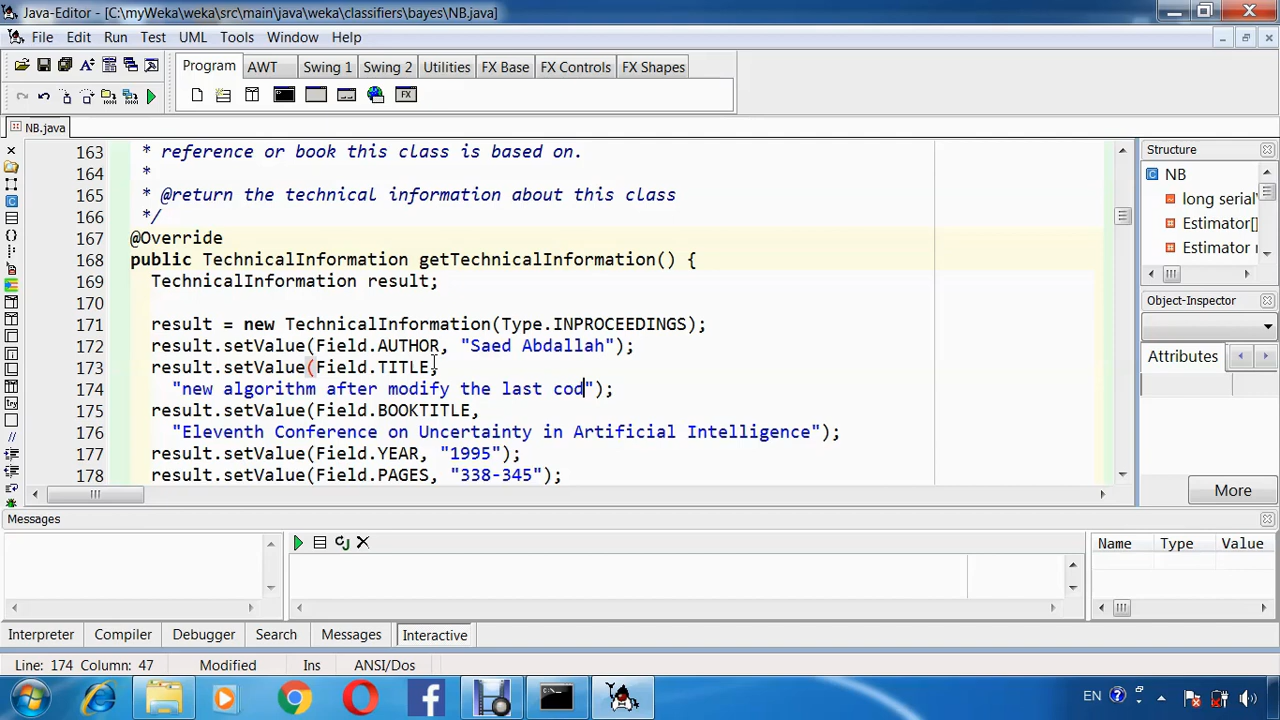 Java-Editor - [C:\myWeka\weka\src\main\java\weka\classifiers\bayes\NB.java]
File Edit Run Test UML Tools Window Help
Program AWT Swing 1 Swing 2 Utilities FX Base FX Controls FX Shapes
NB.java
163 * reference or book this class is based on.
164 *
165 * @return the technical information about this class
166 */
167 @Override
168 public TechnicalInformation getTechnicalInformation() {
169 TechnicalInformation result;
170
171 result = new TechnicalInformation(Type.INPROCEEDINGS);
172 result.setValue(Field.AUTHOR, "Saed Abdallah");
173 result.setValue(Field.TITLE,
174 "new algorithm after modify the last cod");
175 result.setValue(Field.BOOKTITLE,
176 "Eleventh Conference on Uncertainty in Artificial Intelligence");
177 result.setValue(Field.YEAR, "1995");
178 result.setValue(Field.PAGES, "338-345");
Structure
NB
long serial
Estimator[]
Estimator
Object-Inspector
Attributes
More
Messages
Name Type Value
Interpreter Compiler Debugger Search Messages Interactive
Line: 174 Column: 47 Modified Ins ANSI/Dos
EN 2:02 PM